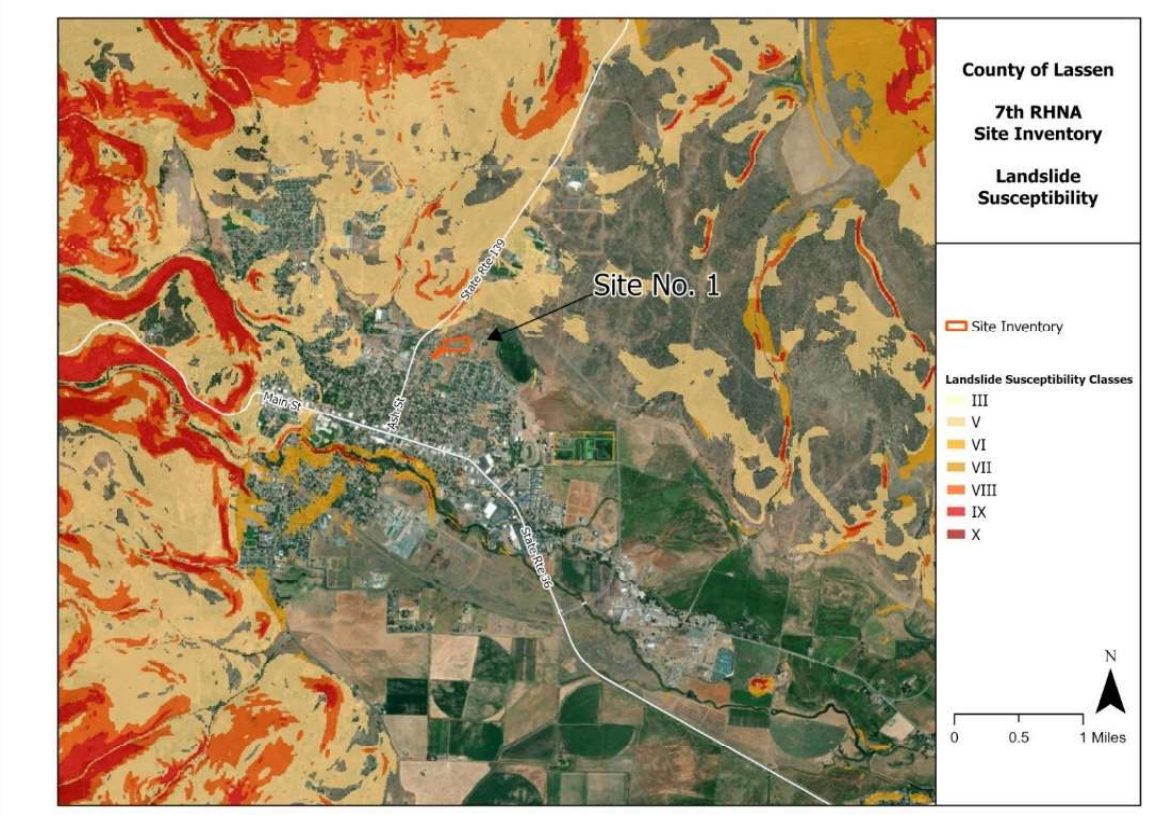 County of Lassen
7th RHNA
Site Inventory
Landslide
Susceptibility
State Rte 139
Site No. 1
Main St
Ash St
State Rte 36
Site Inventory
Landslide Susceptibility Classes
III
V
VI
VII
VIII
IX
X
N
0 0.5 1 Miles